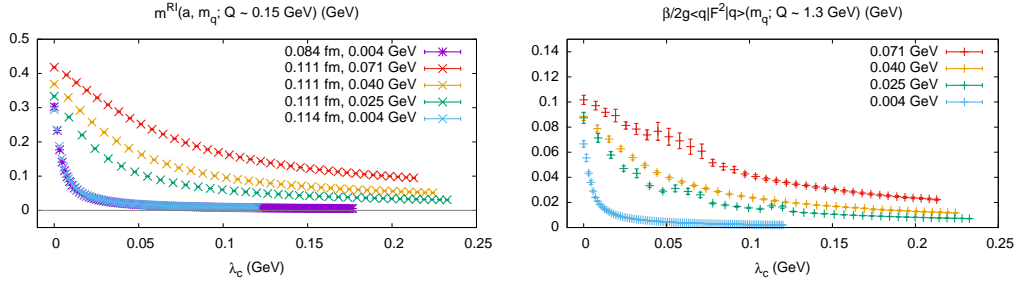 m^RI(a, m_q; Q ~ 0.15 GeV) (GeV)
0.5
0.4
0.3
0.2
0.1
0
0.084 fm, 0.004 GeV
0.111 fm, 0.071 GeV
0.111 fm, 0.040 GeV
0.111 fm, 0.025 GeV
0.114 fm, 0.004 GeV
0 0.05 0.1 0.15 0.2 0.25
λ_c (GeV)
β/2g<q|F^2|q>(m_q; Q ~ 1.3 GeV) (GeV)
0.14
0.12
0.1
0.08
0.06
0.04
0.02
0
0.071 GeV
0.040 GeV
0.025 GeV
0.004 GeV
0 0.05 0.1 0.15 0.2 0.25
λ_c (GeV)